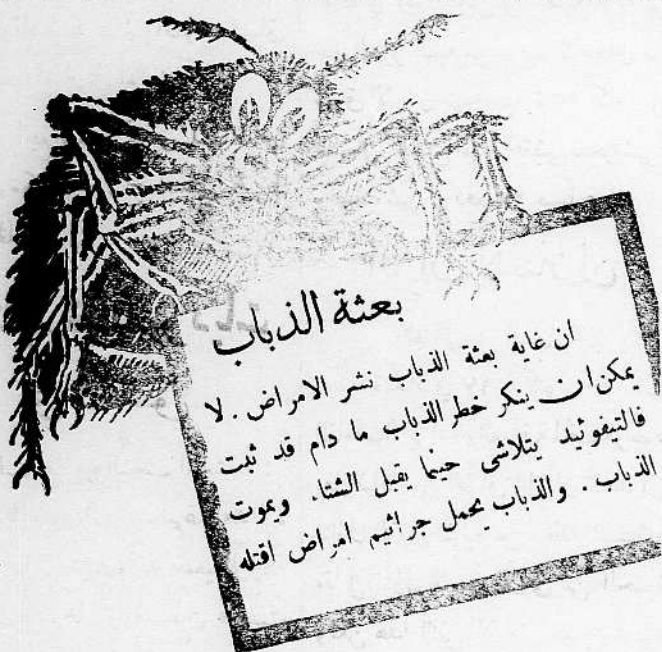 بعثة الذباب
ان غاية بعثة الذباب نشر الامراض . لا
يمكن ان ينكر خطر الذباب ما دام قد ثبت
فالتيفوئيد يتلاشى حينما يقبل الشتا. ويموت
الذباب . والذباب يحمل جراثيم امراض اقتله